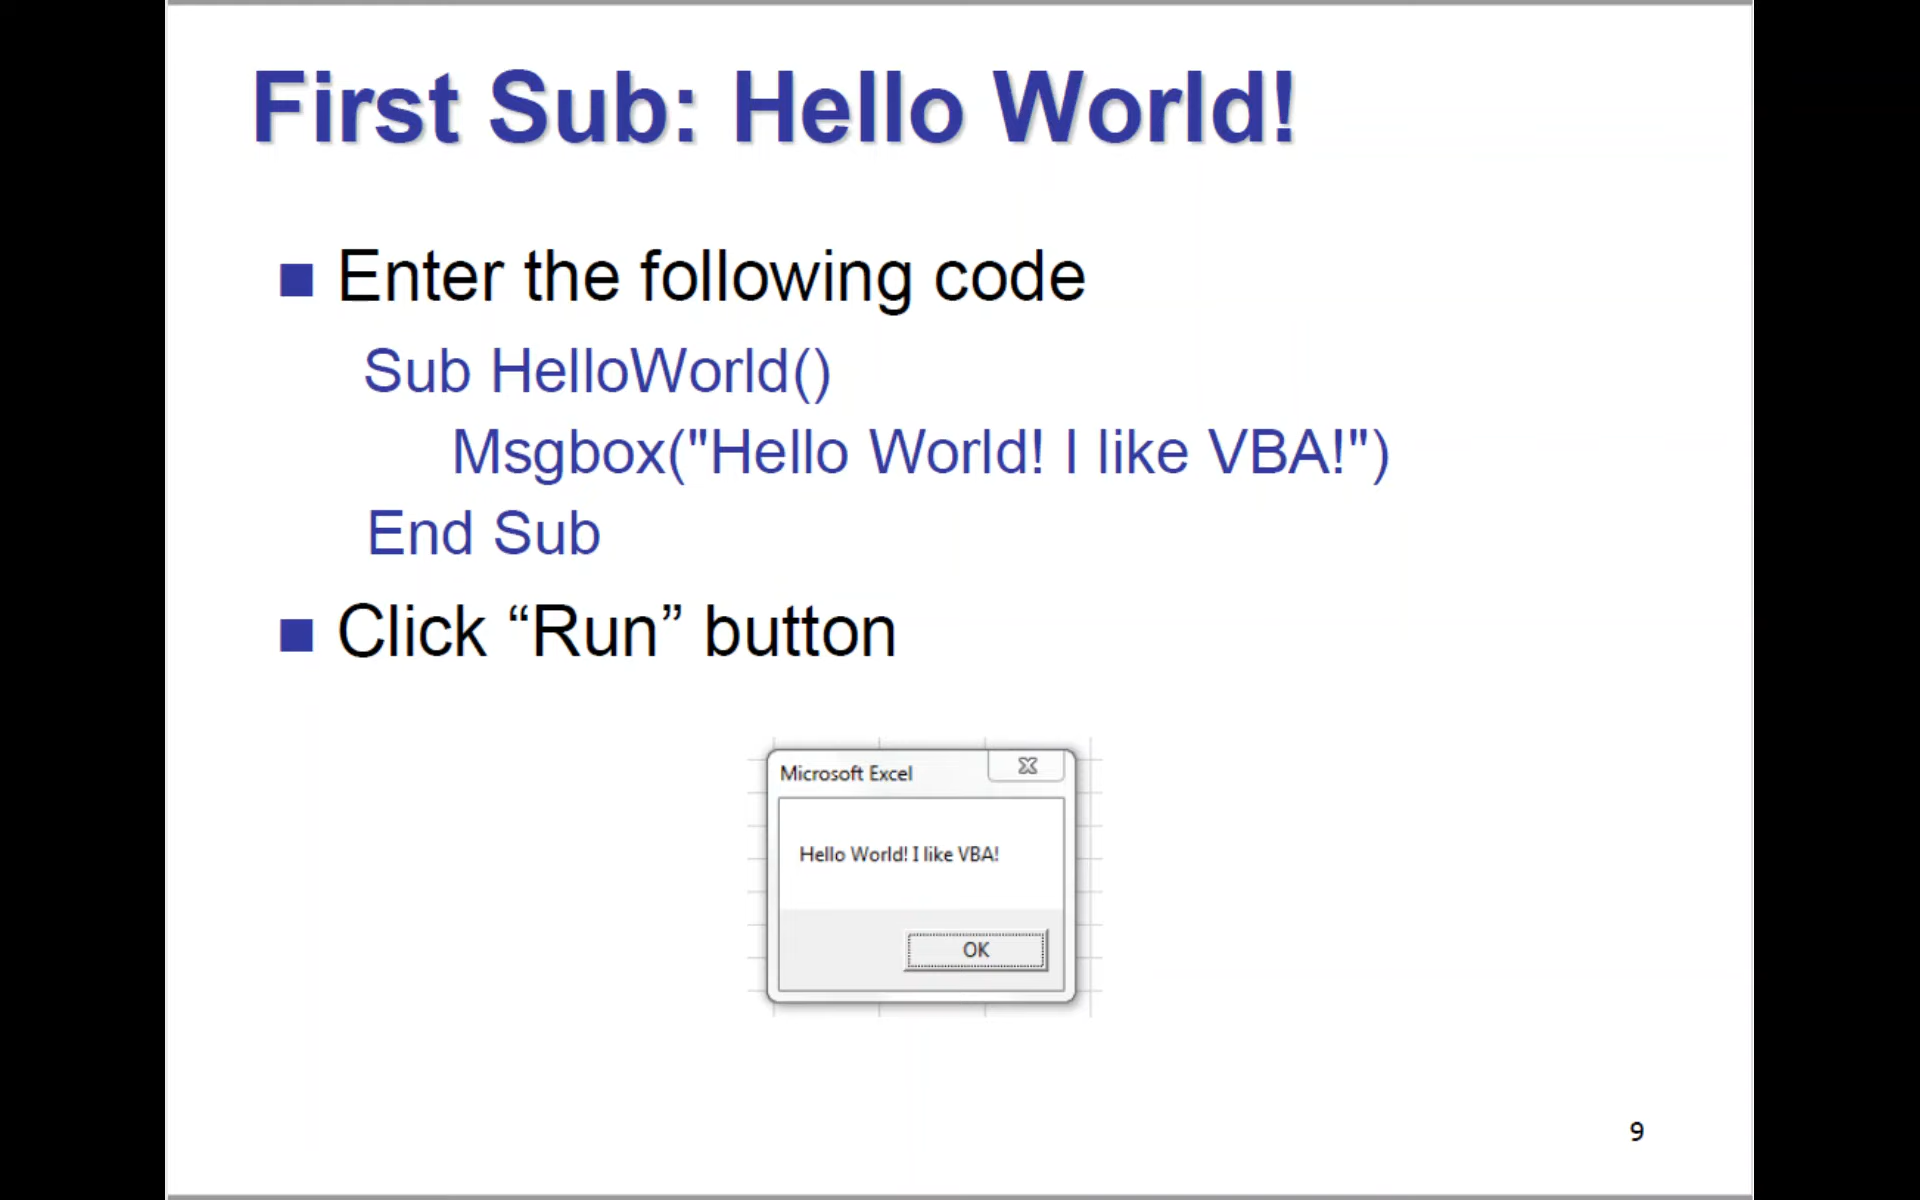 First Sub: Hello World!
Enter the following code
Sub HelloWorld()
Msgbox("Hello World! I like VBA!")
End Sub
Click “Run” button
Microsoft Excel
Hello World! I like VBA!
OK
9